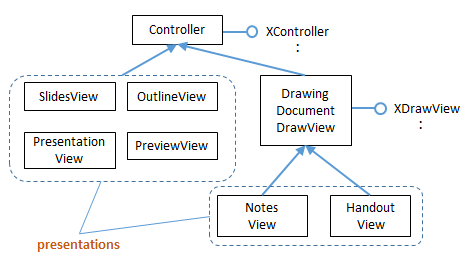 Controller
XController
:
SlidesView
OutlineView
Drawing
Document
DrawView
XDrawView
:
Presentation
View
PreviewView
Notes
View
Handout
View
presentations